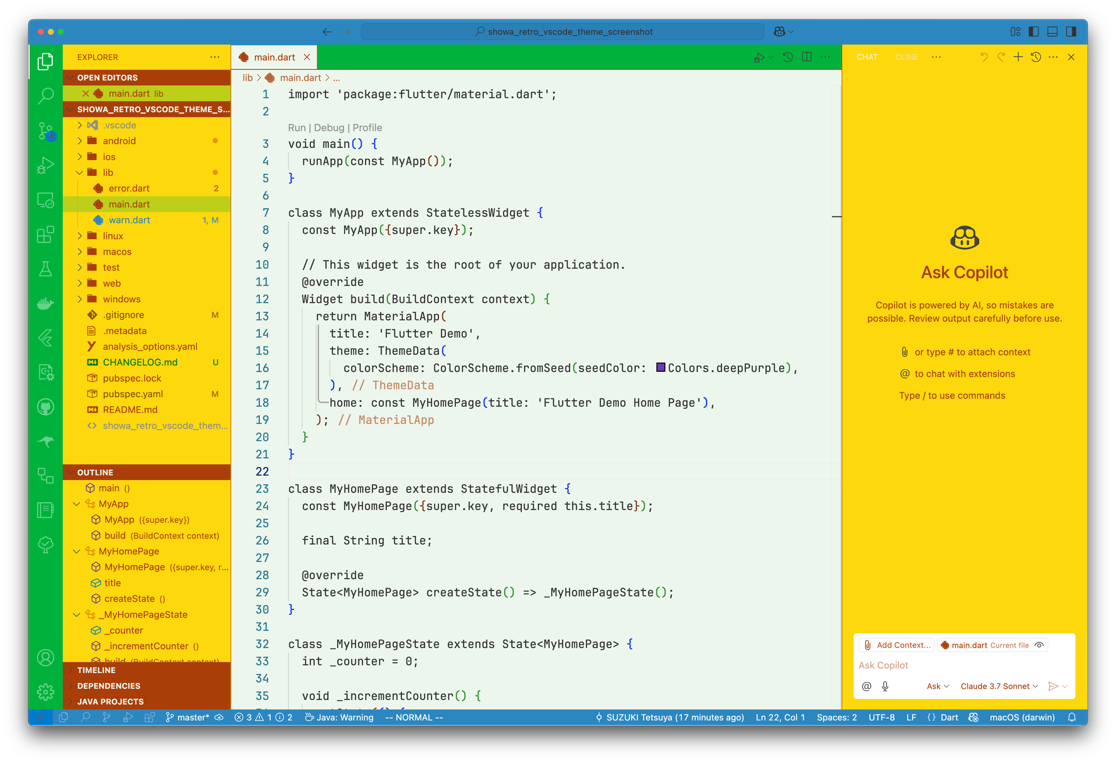 showa_retro_vscode_theme_screenshot
EXPLORER
OPEN EDITORS
main.dart lib
SHOWA_RETRO_VSCODE_THEME_S...
.vscode
android
ios
lib
error.dart 2
main.dart
warn.dart 1, M
linux
macos
test
web
windows
.gitignore M
.metadata
analysis_options.yaml
CHANGELOG.md U
pubspec.lock
pubspec.yaml M
README.md
showa_retro_vscode_them...
OUTLINE
main ()
MyApp
MyApp ({super.key})
build (BuildContext context)
MyHomePage
MyHomePage ({super.key, r...
title
createState ()
_MyHomePageState
_counter
_incrementCounter ()
build (BuildContext context)
TIMELINE
DEPENDENCIES
JAVA PROJECTS
main.dart
lib > main.dart > ...
1 import 'package:flutter/material.dart';
2
Run | Debug | Profile
3 void main() {
4 runApp(const MyApp());
5 }
6
7 class MyApp extends StatelessWidget {
8 const MyApp({super.key});
9
10 // This widget is the root of your application.
11 @override
12 Widget build(BuildContext context) {
13 return MaterialApp(
14 title: 'Flutter Demo',
15 theme: ThemeData(
16 colorScheme: ColorScheme.fromSeed(seedColor: Colors.deepPurple),
17 ), // ThemeData
18 home: const MyHomePage(title: 'Flutter Demo Home Page'),
19 ); // MaterialApp
20 }
21 }
22
23 class MyHomePage extends StatefulWidget {
24 const MyHomePage({super.key, required this.title});
25
26 final String title;
27
28 @override
29 State<MyHomePage> createState() => _MyHomePageState();
30 }
31
32 class _MyHomePageState extends State<MyHomePage> {
33 int _counter = 0;
34
35 void _incrementCounter() {
CHAT CLINE
Ask Copilot
Copilot is powered by AI, so mistakes are
possible. Review output carefully before use.
or type # to attach context
@ to chat with extensions
Type / to use commands
Add Context... main.dart Current file
Ask Copilot
@ Ask Claude 3.7 Sonnet
master* 3 1 2 Java: Warning -- NORMAL -- SUZUKI Tetsuya (17 minutes ago) Ln 22, Col 1 Spaces: 2 UTF-8 LF {} Dart macOS (darwin)